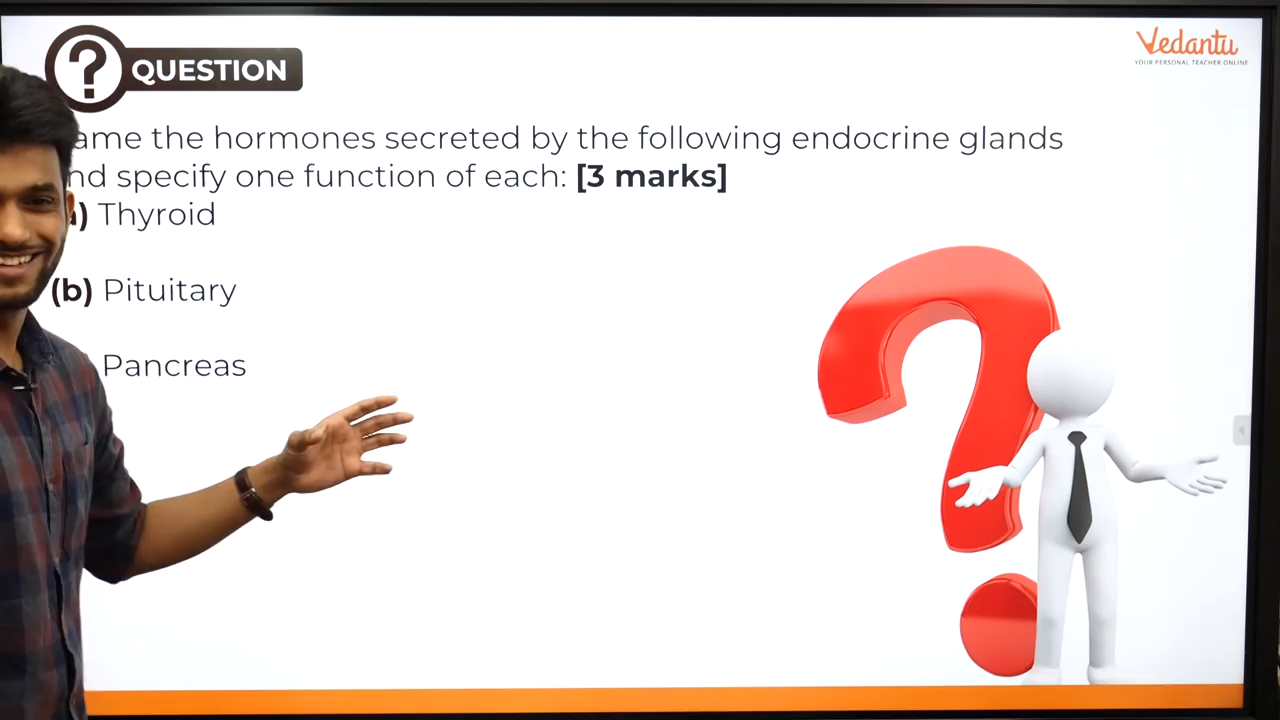 ?
QUESTION
Vedantu
YOUR PERSONAL TEACHER ONLINE
ame the hormones secreted by the following endocrine glands
nd specify one function of each: [3 marks]
) Thyroid
(b) Pituitary
Pancreas